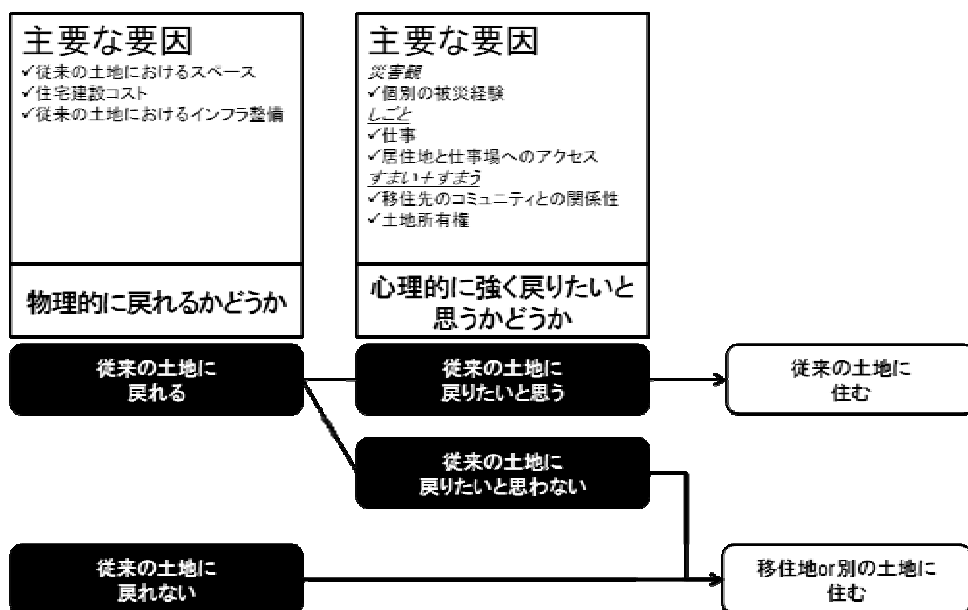 主要な要因
✓従来の土地におけるスペース
✓住宅建設コスト
✓従来の土地におけるインフラ整備
物理的に戻れるかどうか
主要な要因
災害観
✓個別の被災経験
しごと
✓仕事
✓居住地と仕事場へのアクセス
すまい+すまう
✓移住先のコミュニティとの関係性
✓土地所有権
心理的に強く戻りたいと
思うかどうか
従来の土地に
戻れる
従来の土地に
戻りたいと思う
従来の土地に
住む
従来の土地に
戻りたいと思わない
従来の土地に
戻れない
移住地or別の土地に
住む